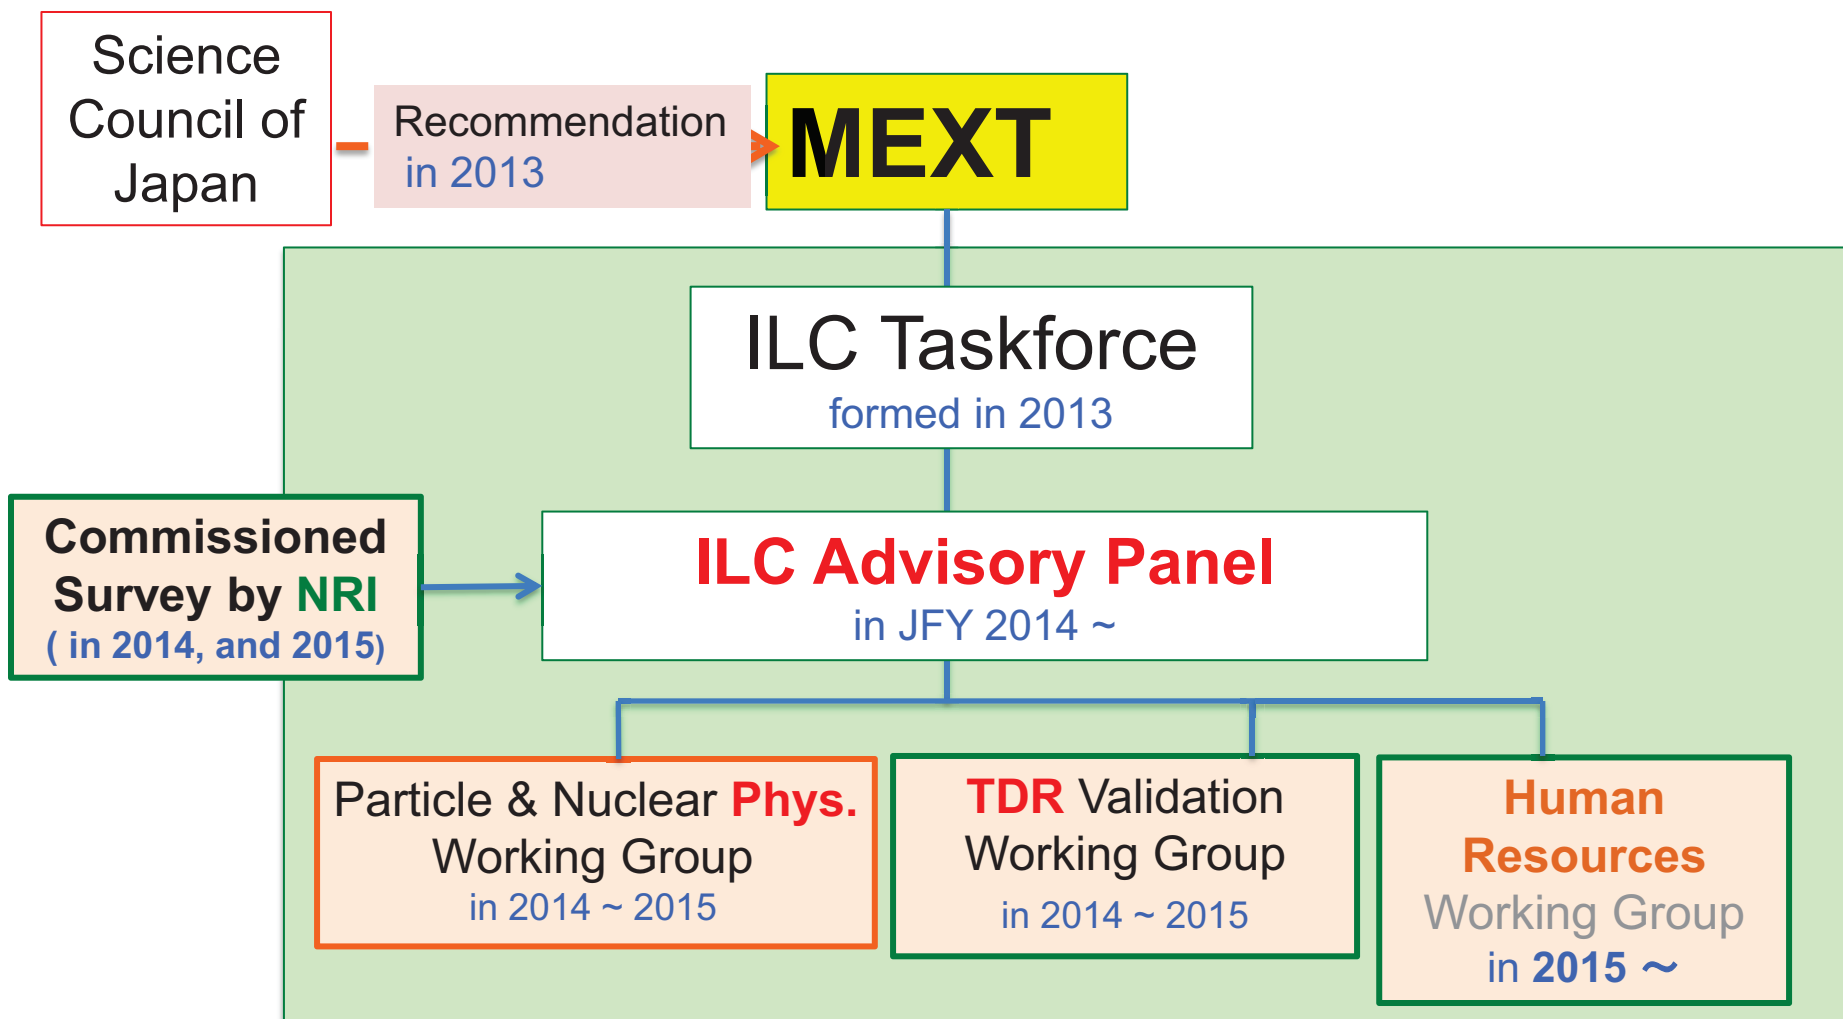 Science
Council of
Japan
Recommendation
in 2013
MEXT
ILC Taskforce
formed in 2013
Commissioned
Survey by NRI
( in 2014, and 2015)
ILC Advisory Panel
in JFY 2014 ~
Particle & Nuclear Phys.
Working Group
in 2014 ~ 2015
TDR Validation
Working Group
in 2014 ~ 2015
Human
Resources
Working Group
in 2015 ～